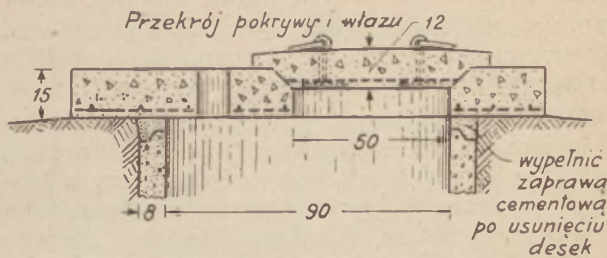 Przekrój pokrywy i włazu
12
15
50
wypełnić
zaprawą
cementową
po usunięciu
desek
8
90